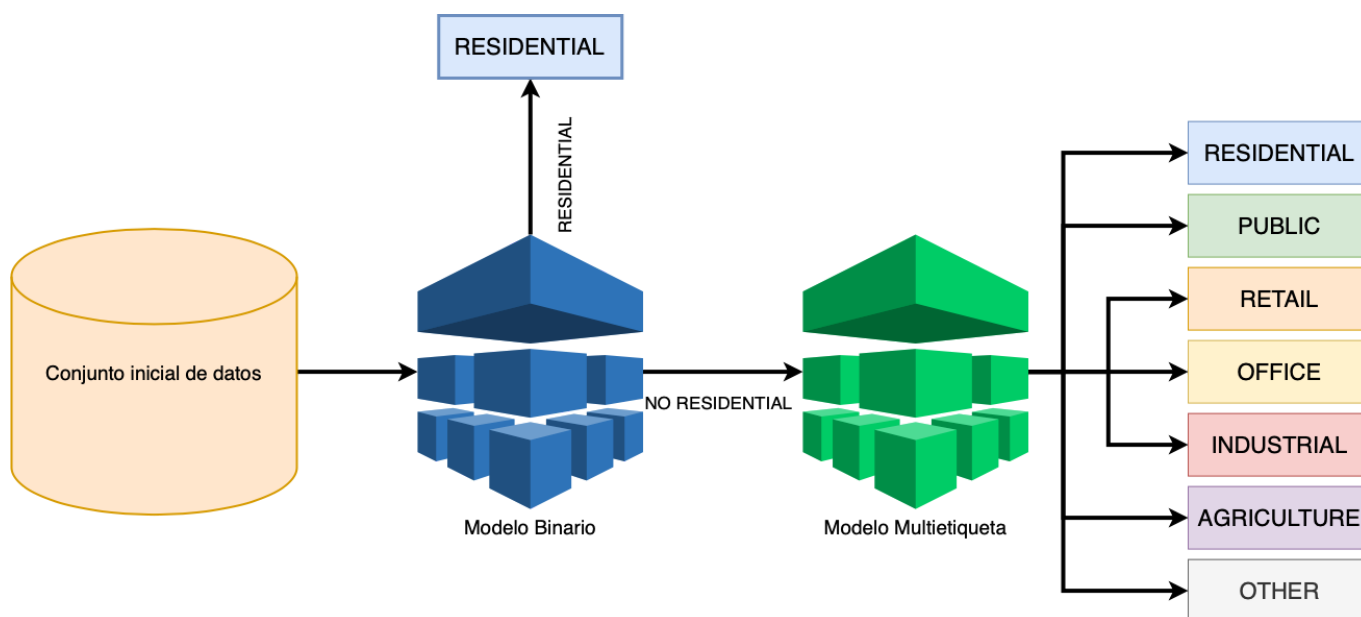 RESIDENTIAL
RESIDENTIAL
Conjunto inicial de datos
NO RESIDENTIAL
Modelo Binario
Modelo Multietiqueta
RESIDENTIAL
PUBLIC
RETAIL
OFFICE
INDUSTRIAL
AGRICULTURE
OTHER